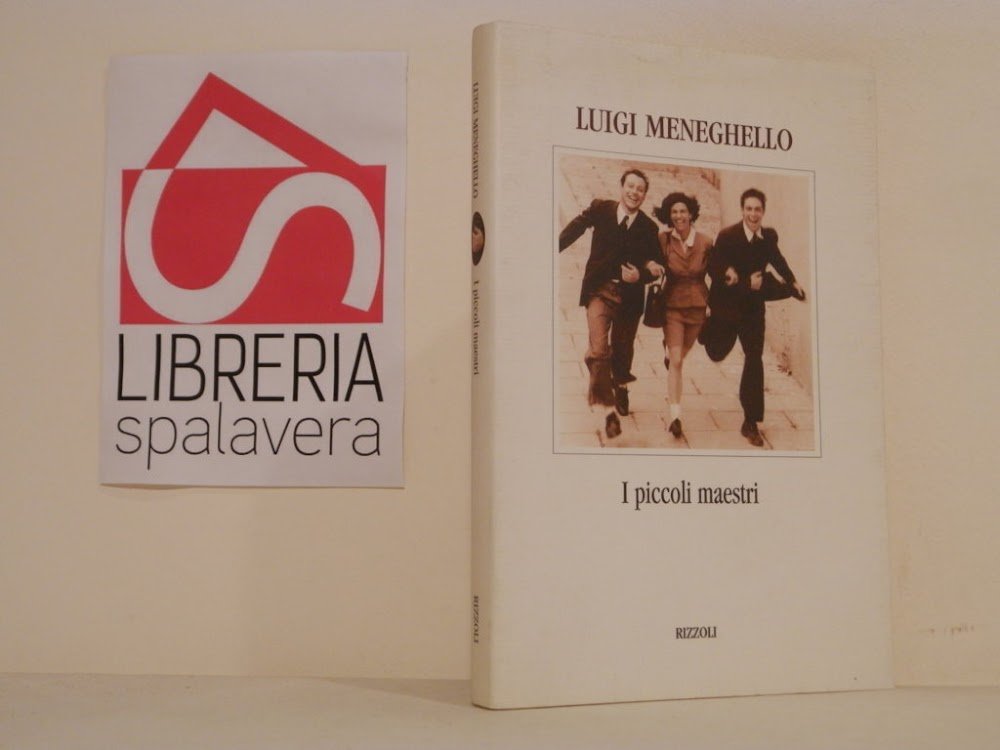 LIBRERIA
spalavera
LUIGI MENEGHELLO
I piccoli maestri
RIZZOLI
LUIGI MENEGHELLO
I piccoli maestri
RIZZOLI